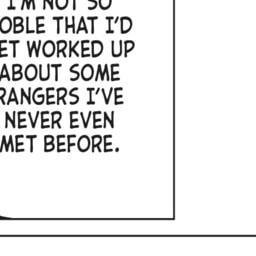 I'M NOT SO
OBLE THAT I'D
ET WORKED UP
ABOUT SOME
RANGERS I'VE
NEVER EVEN
MET BEFORE.